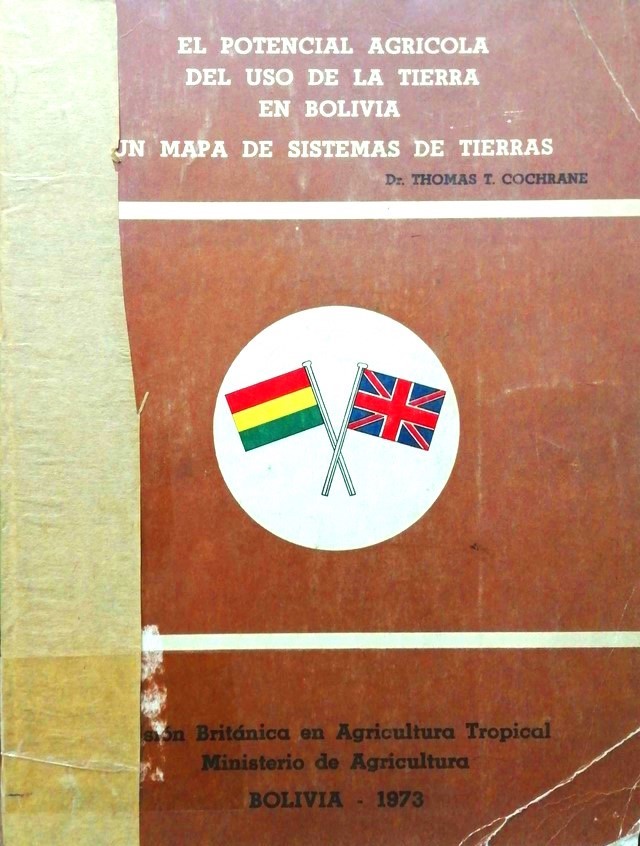 EL POTENCIAL AGRICOLA
DEL USO DE LA TIERRA
EN BOLIVIA
UN MAPA DE SISTEMAS DE TIERRAS
Dr. THOMAS T. COCHRANE
Británica en Agricultura Tropical
Ministerio de Agricultura
BOLIVIA - 1973